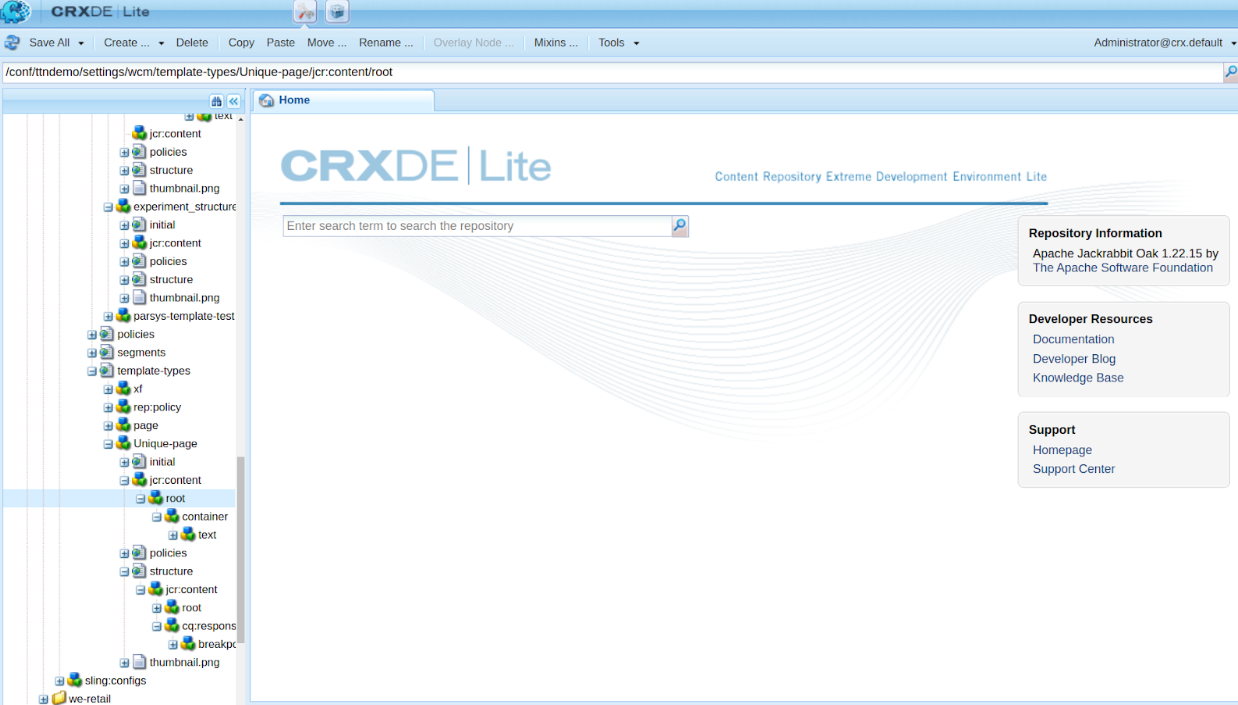 CRXDE | Lite
Save All Create ... Delete Copy Paste Move ... Rename ... Overlay Node ... Mixins ... Tools Administrator@crx.default
/conf/ttndemo/settings/wcm/template-types/Unique-page/jcr:content/root
Home
text
jcr:content
policies
structure
thumbnail.png
experiment_structure
initial
jcr:content
policies
structure
thumbnail.png
parsys-template-test
policies
segments
template-types
xf
rep:policy
page
Unique-page
initial
jcr:content
root
container
text
policies
structure
jcr:content
root
cq:respons
breakpo
thumbnail.png
sling:configs
we-retail
CRXDE | Lite
Content Repository Extreme Development Environment Lite
Enter search term to search the repository
Repository Information
Apache Jackrabbit Oak 1.22.15 by
The Apache Software Foundation
Developer Resources
Documentation
Developer Blog
Knowledge Base
Support
Homepage
Support Center